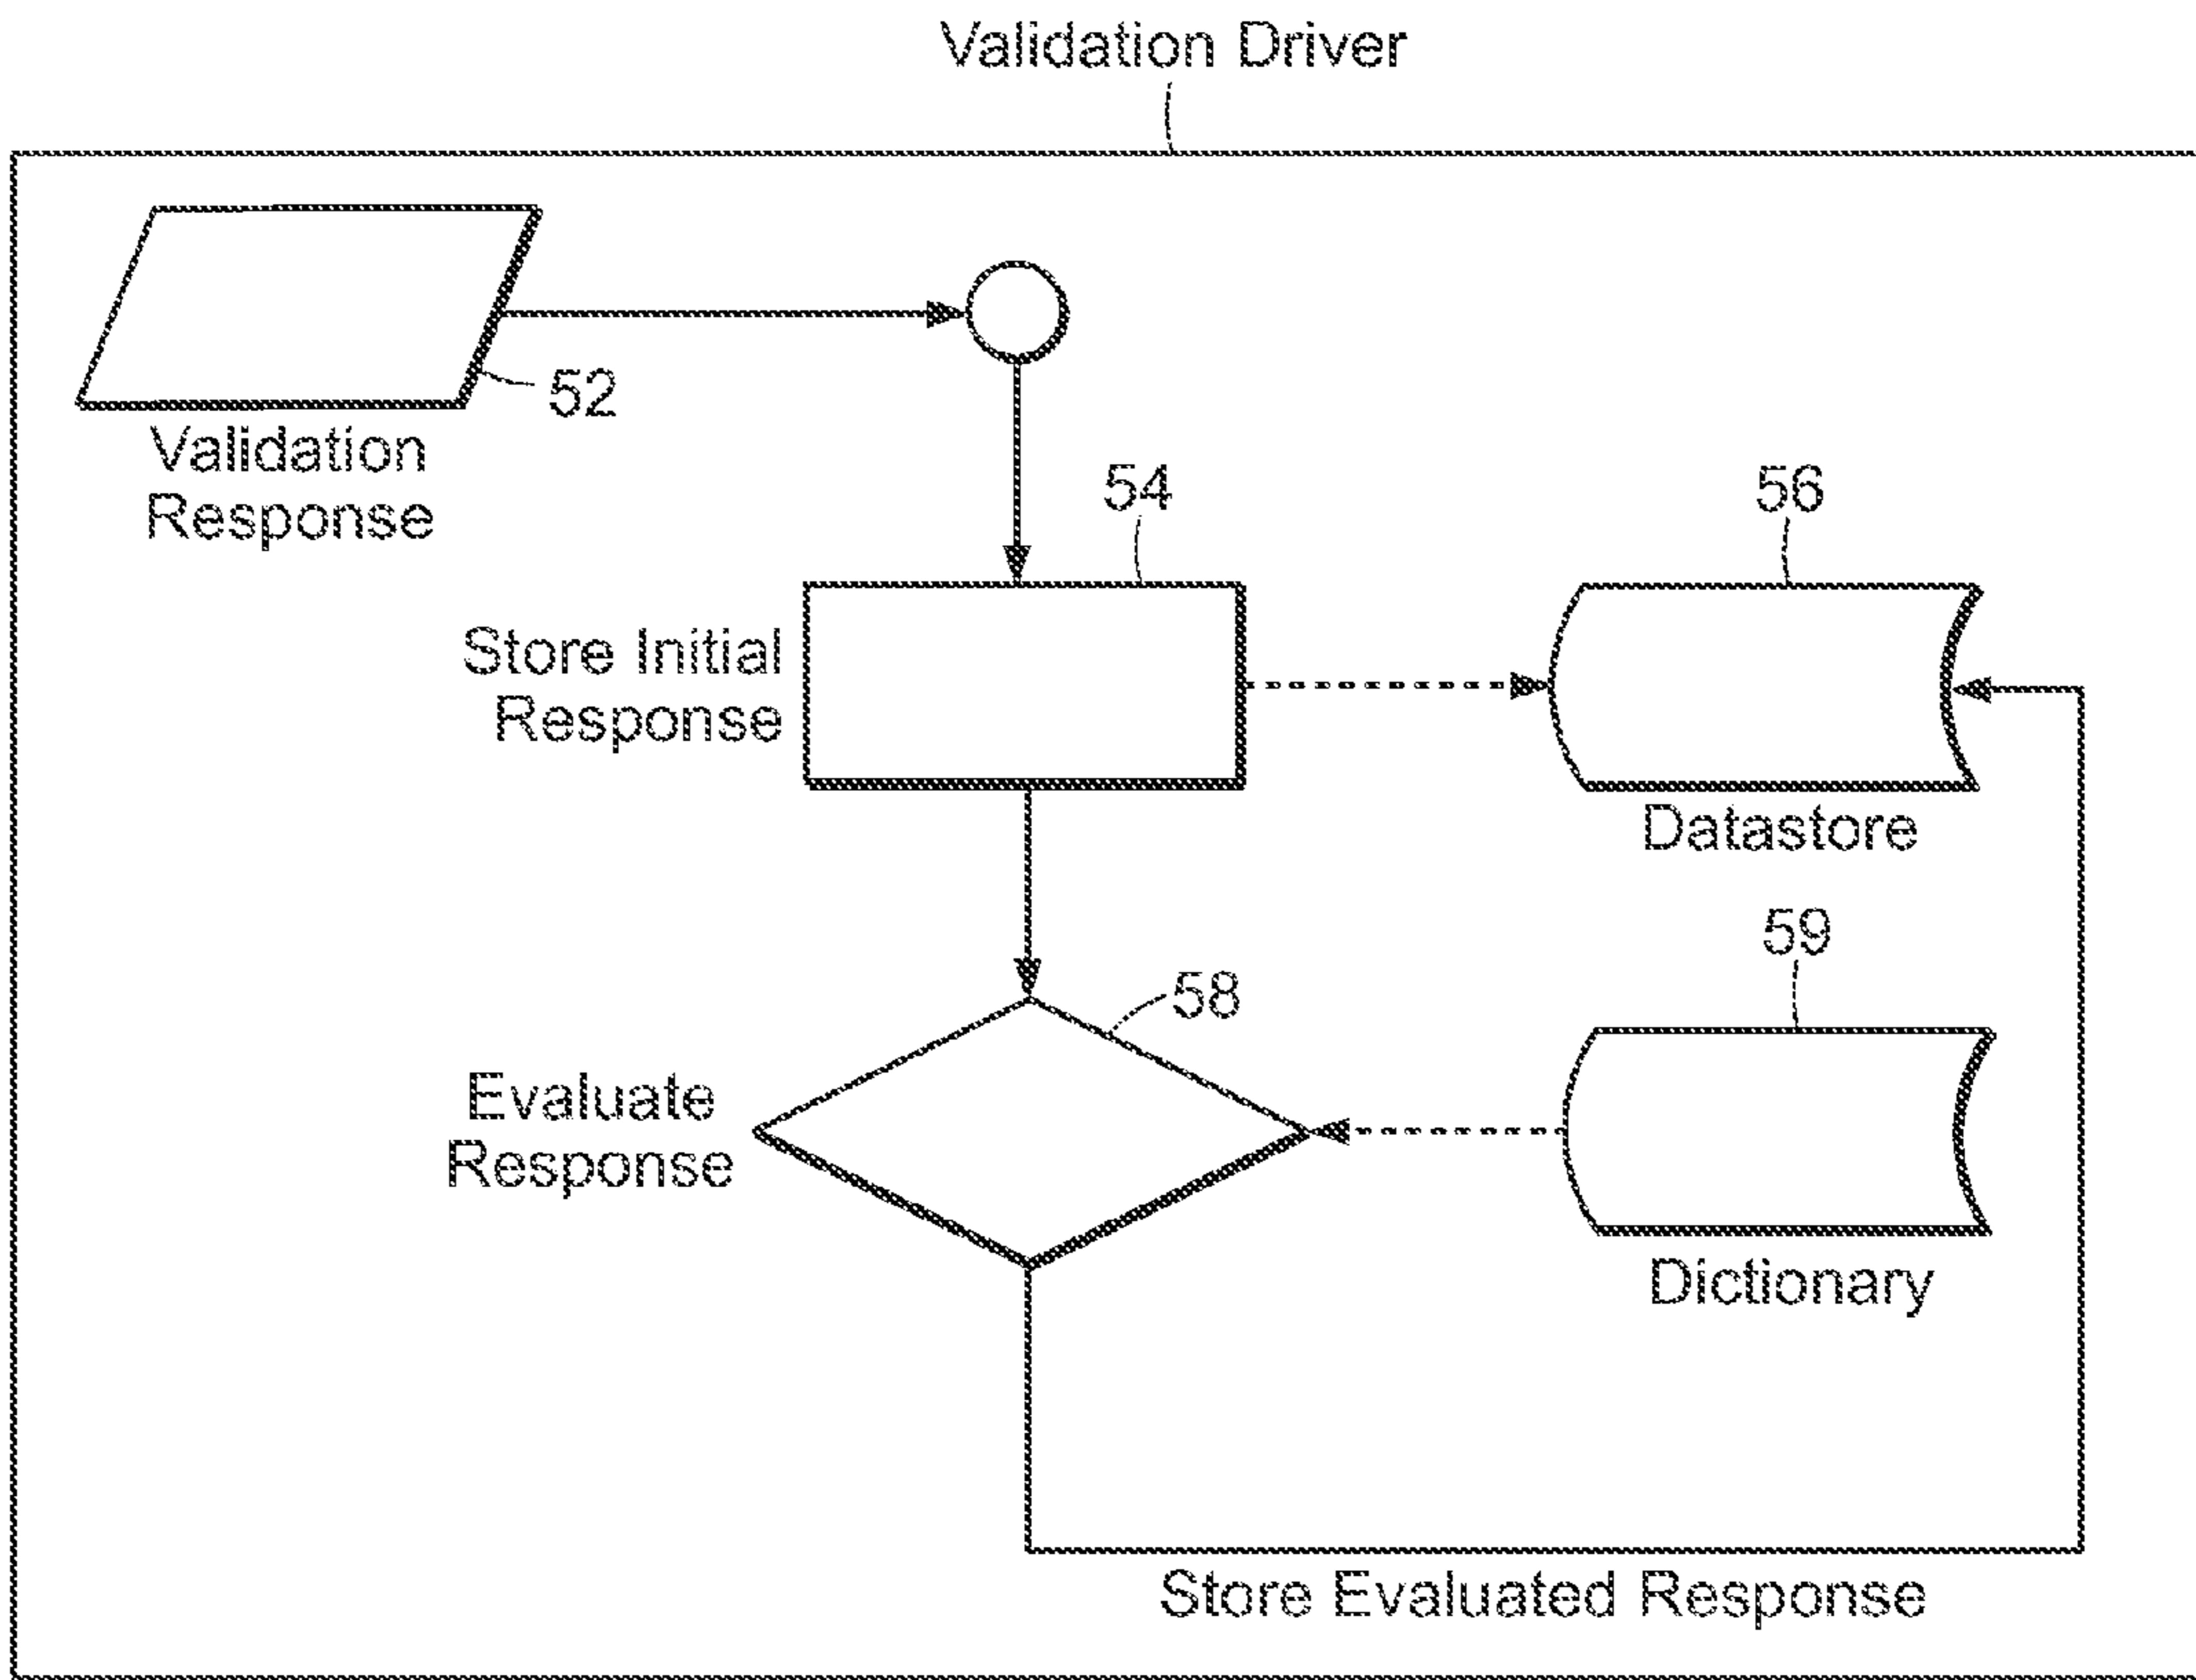 Validation Driver
52
Validation
Response
54
56
Store Initial
Response
Datastore
59
58
Evaluate
Response
Dictionary
Store Evaluated Response